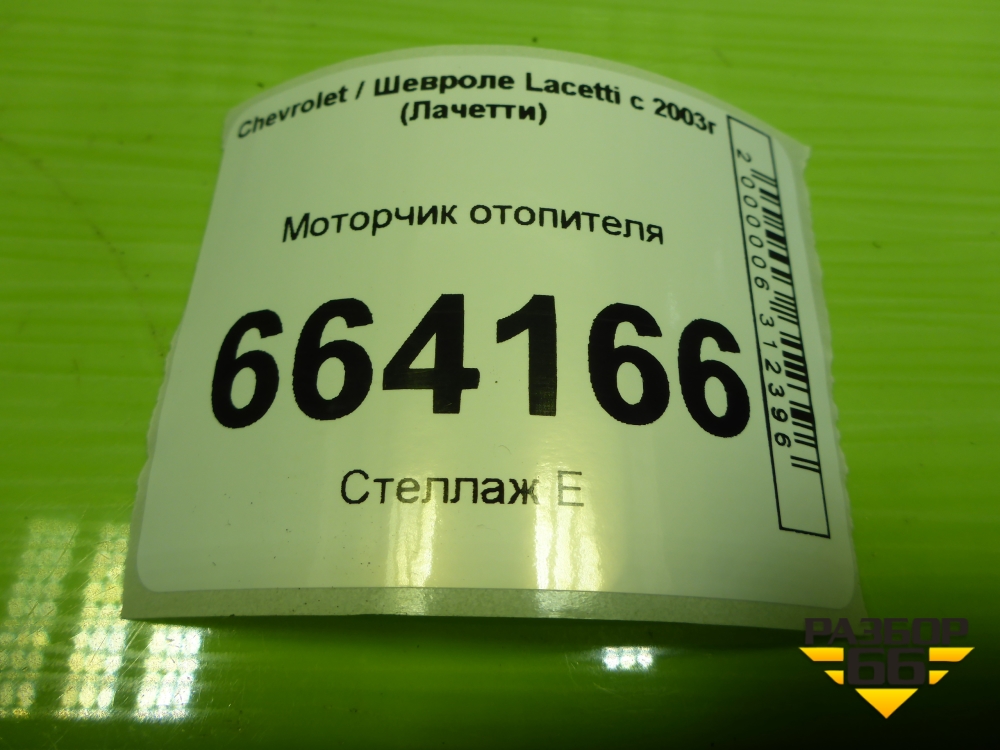 Chevrolet / Шевроле Lacetti с 2003г
(Лачетти)
Моторчик отопителя
664166
Стеллаж Е
2000006312396
РАЗБОР
66